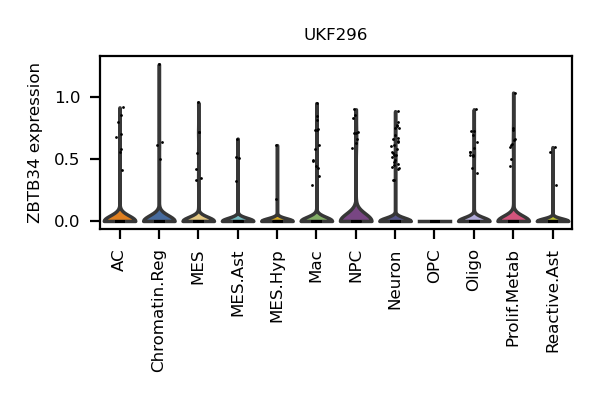 UKF296
ZBTB34 expression
1.0
0.5
0.0
AC
Chromatin.Reg
MES
MES.Ast
MES.Hyp
Mac
NPC
Neuron
OPC
Oligo
Prolif.Metab
Reactive.Ast